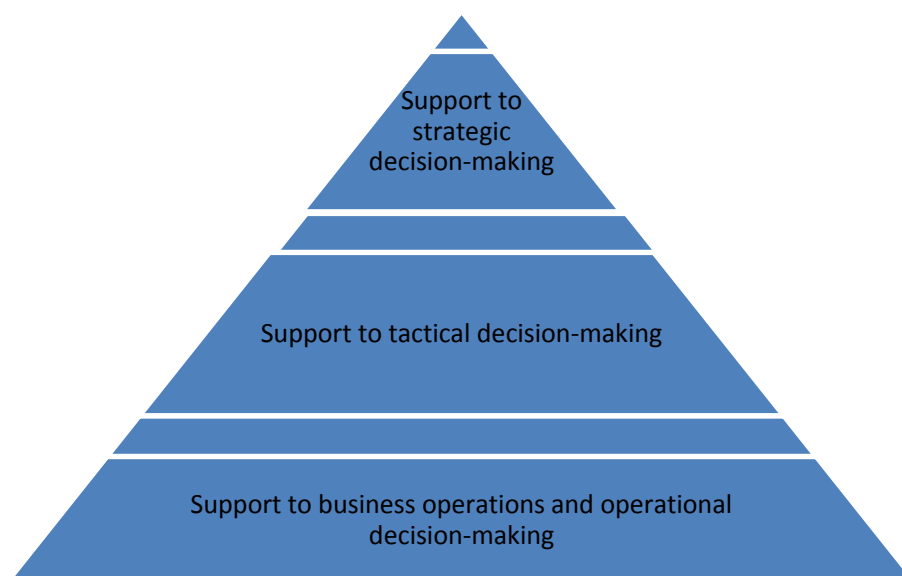 Support to
strategic
decision-making
Support to tactical decision-making
Support to business operations and operational
decision-making